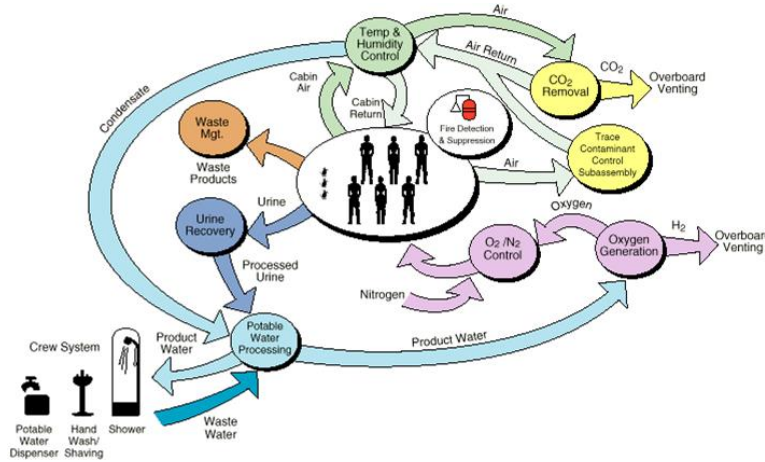 Air
Temp &
Humidity
Control
Air Return
CO2
Removal
CO2
Overboard
Venting
Condensate
Cabin
Air
Cabin
Return
Waste
Mgt.
Waste
Products
Fire Detection
& Suppression
Trace
Contaminant
Control
Subassembly
Air
Urine
Urine
Recovery
Oxygen
O2 /N2
Control
Oxygen
Generation
H2
Overboard
Venting
Processed
Urine
Nitrogen
Product Water
Potable
Water
Processing
Product
Water
Crew System
Waste
Water
Potable
Water
Dispenser
Hand
Wash/
Shaving
Shower